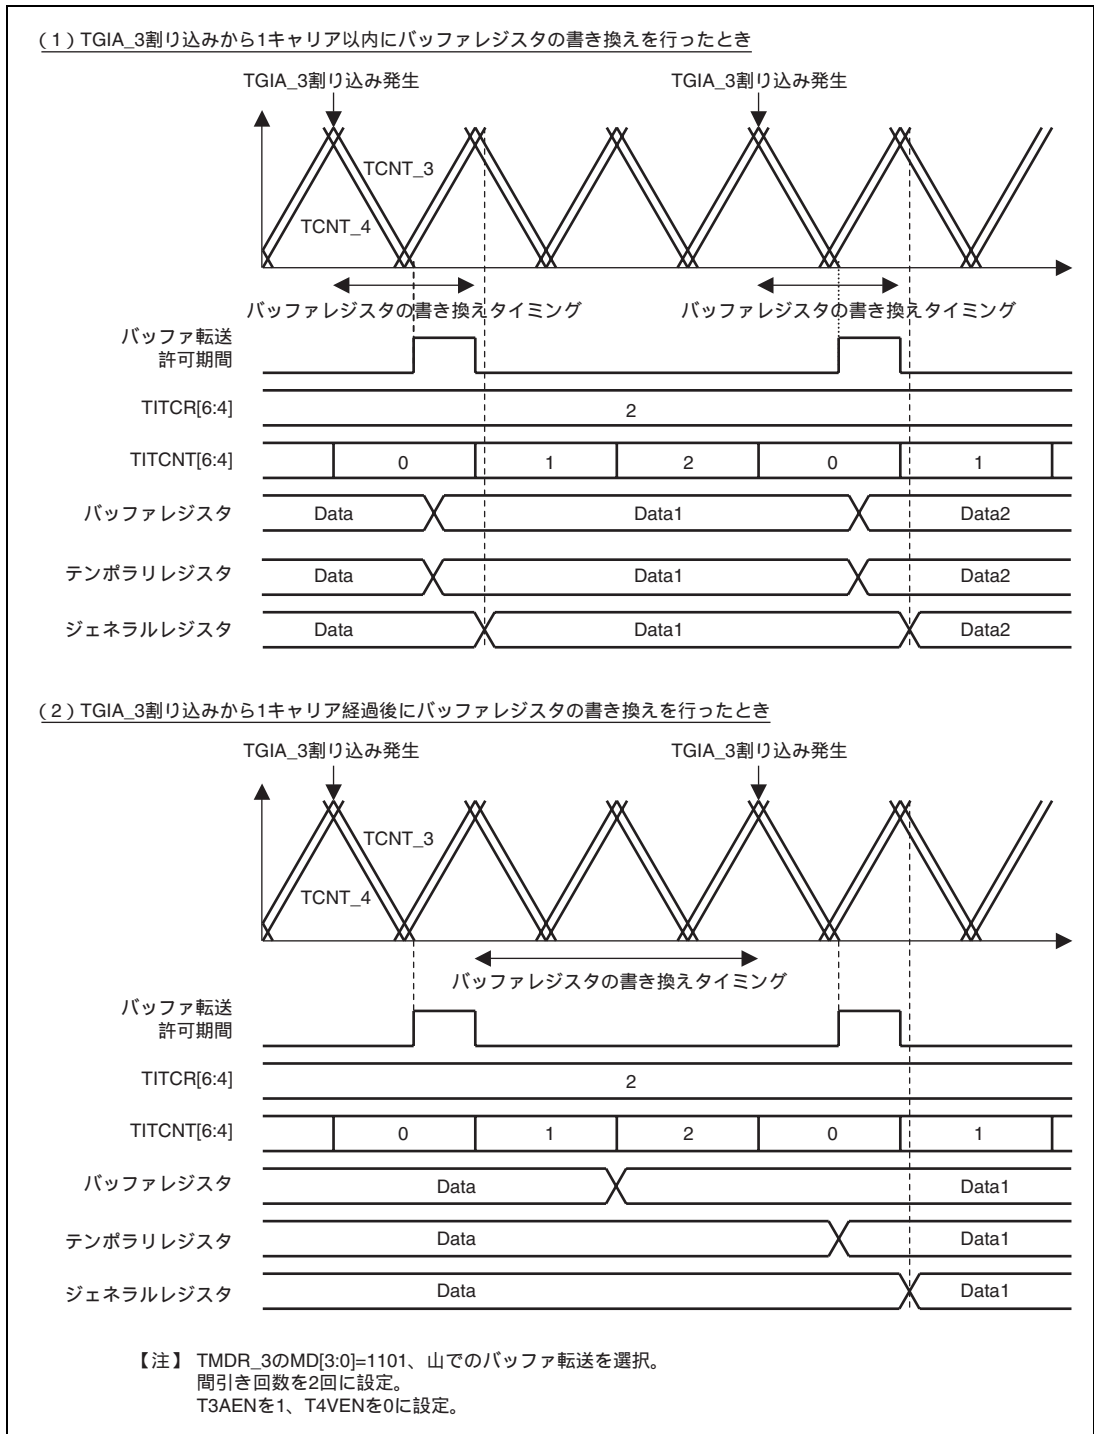 (1) TGIA_3割り込みから1キャリア以内にバッファレジスタの書き換えを行ったとき
TGIA_3割り込み発生 TGIA_3割り込み発生
TCNT_3
TCNT_4
バッファレジスタの書き換えタイミング バッファレジスタの書き換えタイミング
バッファ転送
許可期間
TITCR[6:4] 2
TITCNT[6:4] 0 1 2 0 1
バッファレジスタ Data Data1 Data2
テンポラリレジスタ Data Data1 Data2
ジェネラルレジスタ Data Data1 Data2
(2) TGIA_3割り込みから1キャリア経過後にバッファレジスタの書き換えを行ったとき
TGIA_3割り込み発生 TGIA_3割り込み発生
TCNT_3
TCNT_4
バッファレジスタの書き換えタイミング
バッファ転送
許可期間
TITCR[6:4] 2
TITCNT[6:4] 0 1 2 0 1
バッファレジスタ Data Data1
テンポラリレジスタ Data Data1
ジェネラルレジスタ Data Data1
【注】 TMDR_3のMD[3:0]=1101、山でのバッファ転送を選択。
間引き回数を2回に設定。
T3AENを1、T4VENを0に設定。